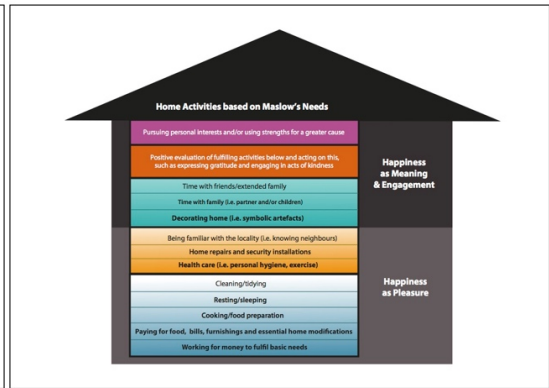 Home Activities based on Maslow's Needs
Pursuing personal interests and/or using strengths for a greater cause
Positive evaluation of fulfilling activities below and acting on this,
such as expressing gratitude and engaging in acts of kindness
Time with friends/extended family
Time with family (i.e. partner and/or children)
Decorating home (i.e. symbolic artefacts)
Happiness
as Meaning
& Engagement
Being familiar with the locality (i.e. knowing neighbours)
Home repairs and security installations
Health care (i.e. personal hygiene, exercise)
Cleaning/tidying
Resting/sleeping
Cooking/food preparation
Paying for food, bills, furnishings and essential home modifications
Working for money to fulfil basic needs
Happiness
as Pleasure